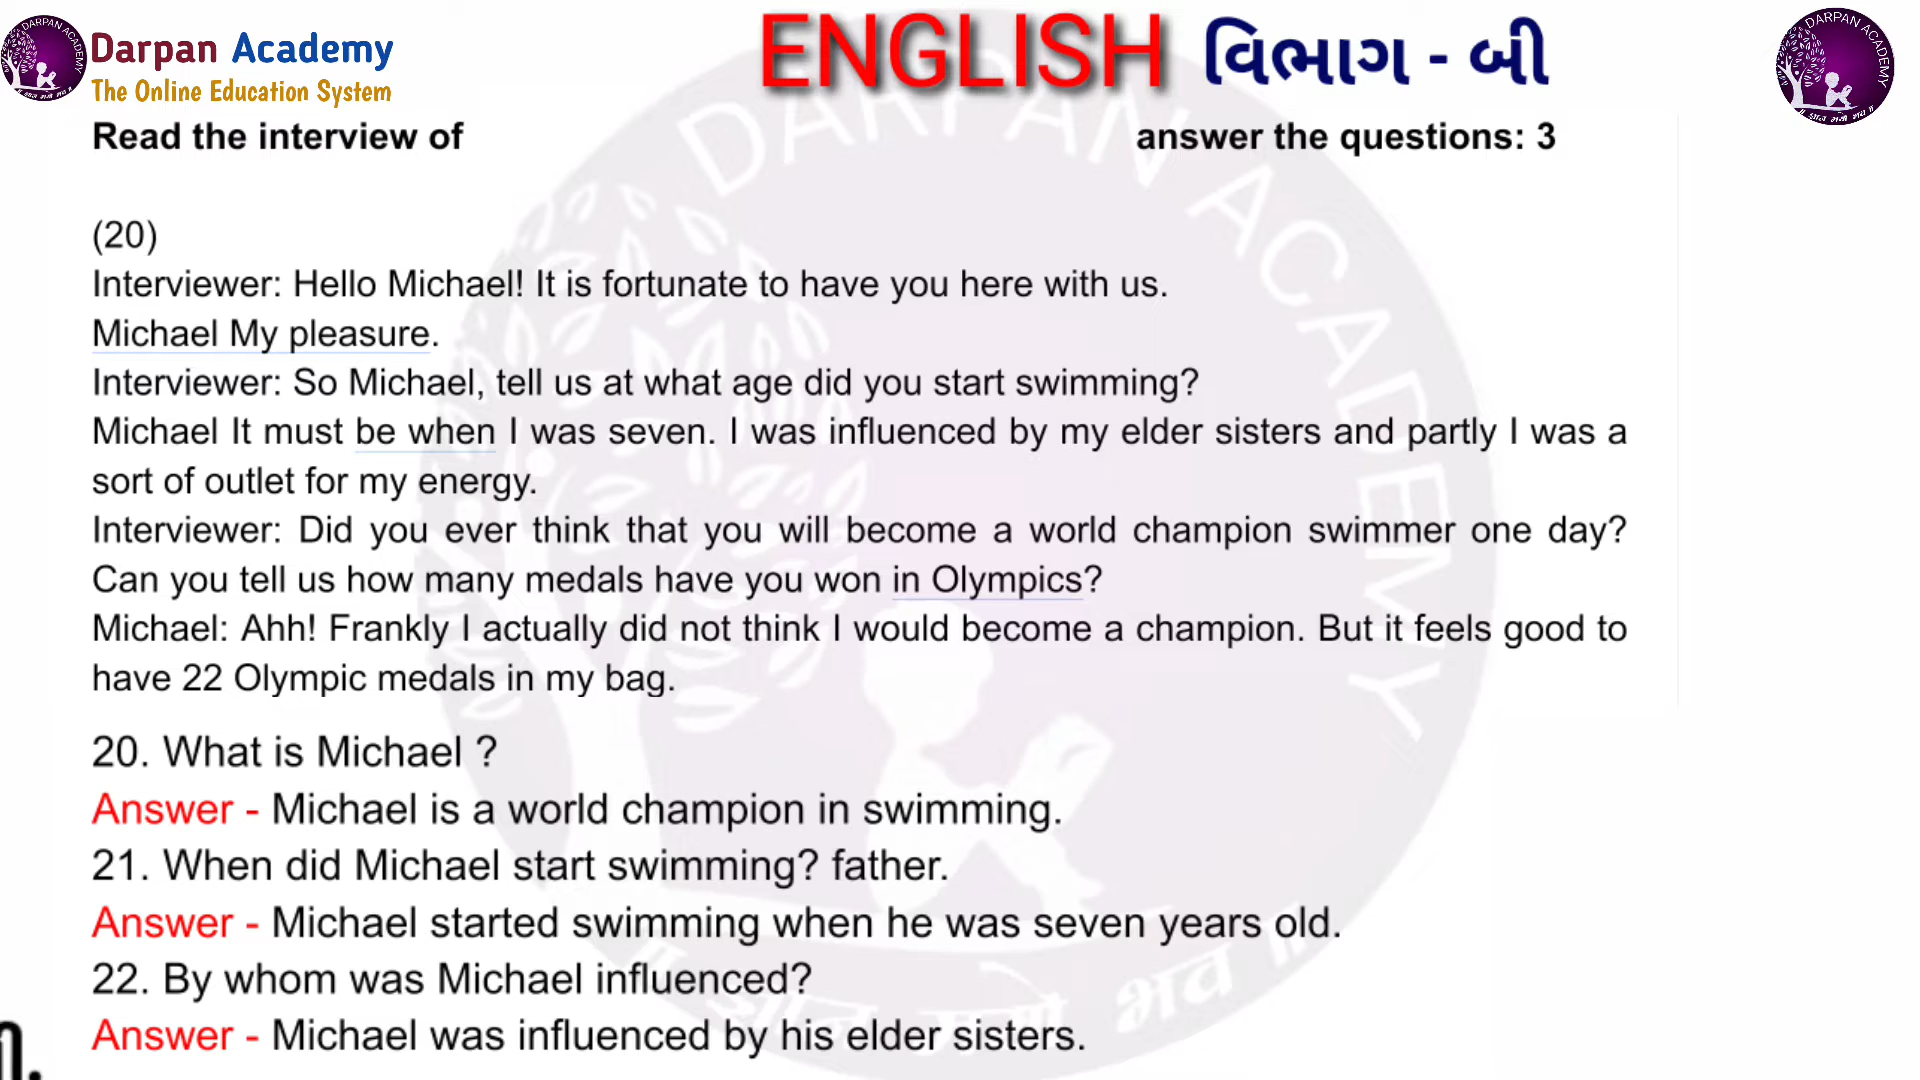 Darpan Academy
The Online Education System
ENGLISH વિભાગ - બી
DARPAN ACADEMY
DARPAN ACADEMY
Read the interview of answer the questions: 3
(20)
Interviewer: Hello Michael! It is fortunate to have you here with us.
Michael My pleasure.
Interviewer: So Michael, tell us at what age did you start swimming?
Michael It must be when I was seven. I was influenced by my elder sisters and partly I was a
sort of outlet for my energy.
Interviewer: Did you ever think that you will become a world champion swimmer one day?
Can you tell us how many medals have you won in Olympics?
Michael: Ahh! Frankly I actually did not think I would become a champion. But it feels good to
have 22 Olympic medals in my bag.
20. What is Michael ?
Answer - Michael is a world champion in swimming.
21. When did Michael start swimming? father.
Answer - Michael started swimming when he was seven years old.
22. By whom was Michael influenced?
Answer - Michael was influenced by his elder sisters.
DARPAN ACADEMY